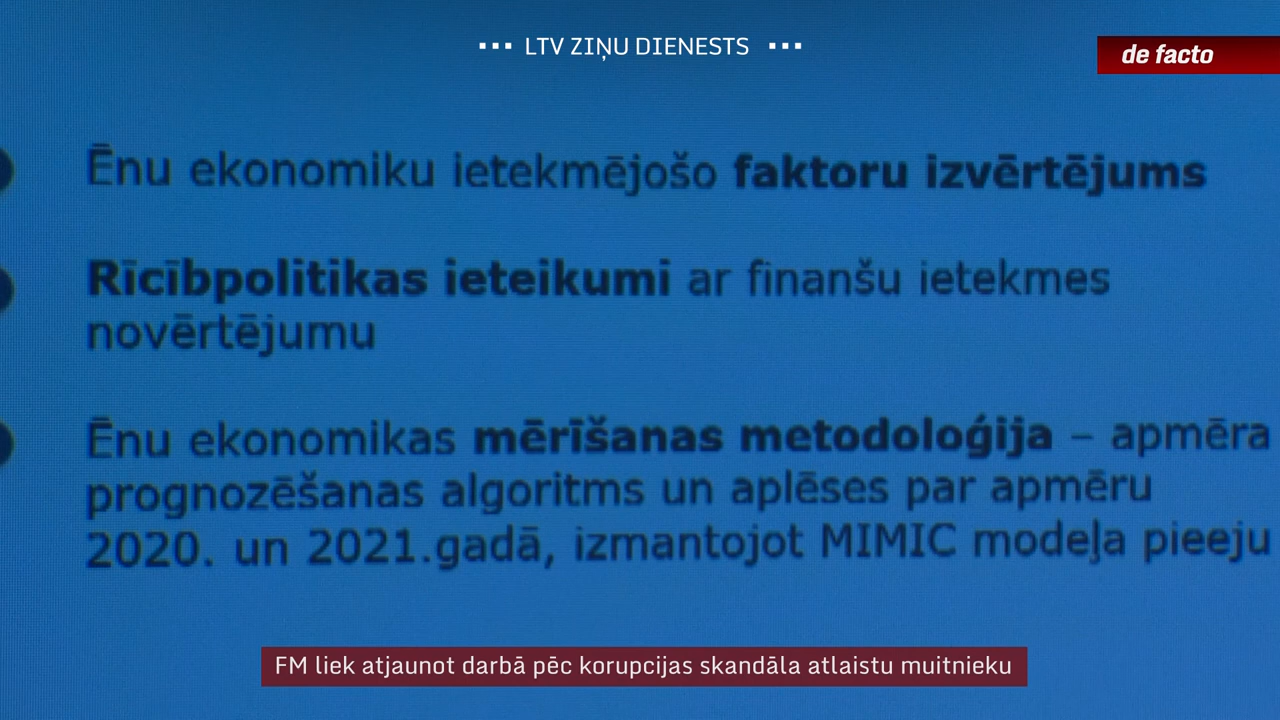 LTV ZIŅU DIENESTS
de facto
Ēnu ekonomiku ietekmējošo faktoru izvērtējums
Rīcībpolitikas ieteikumi ar finanšu ietekmes
novērtējumu
Ēnu ekonomikas mērīšanas metodoloģija – apmēra
prognozēšanas algoritms un aplēses par apmēru
2020. un 2021.gadā, izmantojot MIMIC modeļa pieeju
FM liek atjaunot darbā pēc korupcijas skandāla atlaistu muitnieku